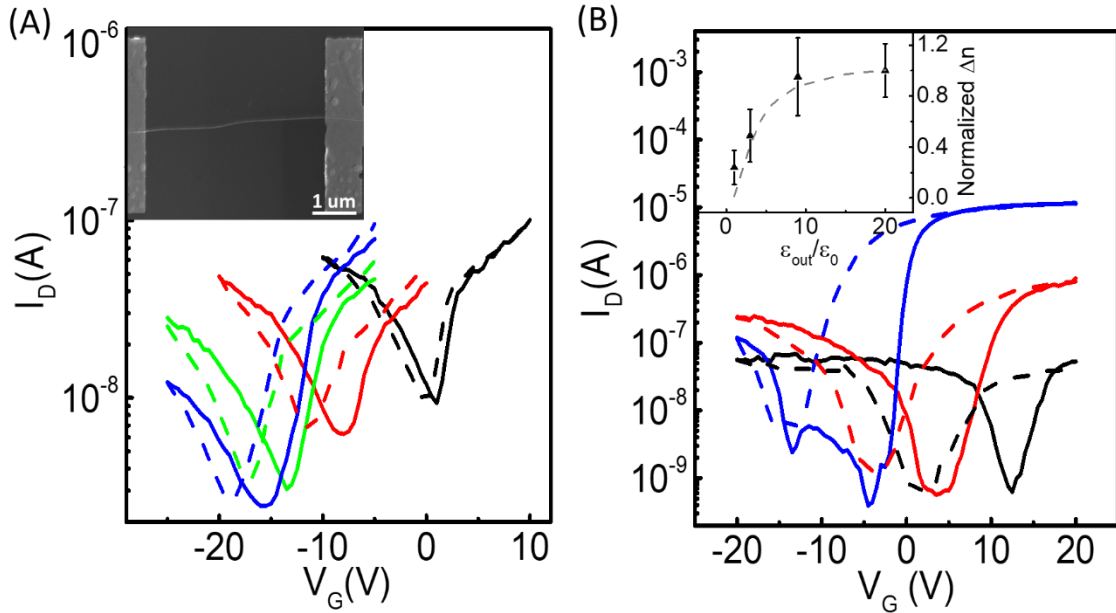 (A)
10^-6
10^-7
10^-8
I_D(A)
1 um
-20 -10 0 10
V_G(V)
(B)
10^-3
10^-4
10^-5
10^-6
10^-7
10^-8
10^-9
I_D(A)
1.2
0.8
0.4
0.0
Normalized Δn
0 10 20
ε_out/ε_0
-20 -10 0 10 20
V_G (V)